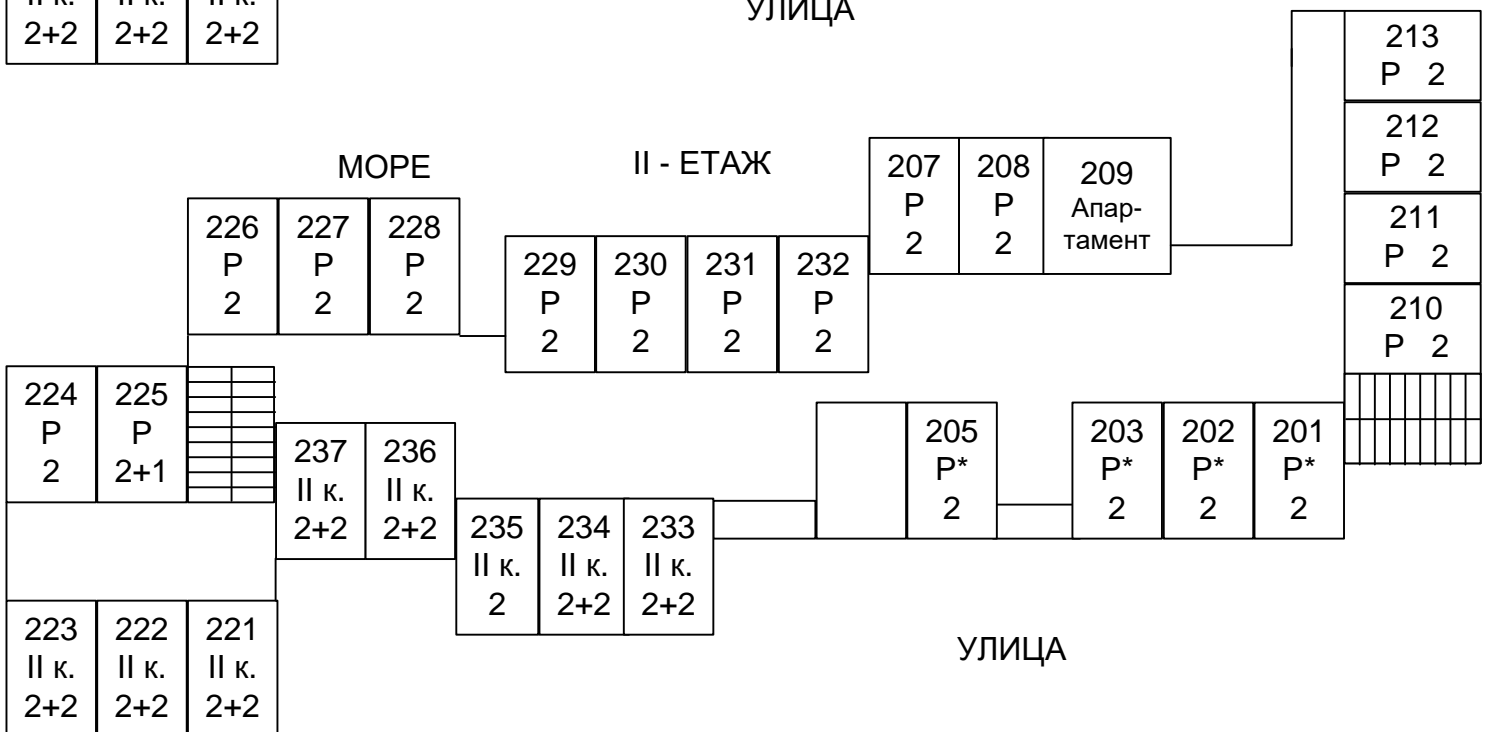 II к. II к. II к.
2+2 2+2 2+2
УЛИЦА
213
Р 2
212
Р 2
211
Р 2
210
Р 2
МОРЕ
II - ЕТАЖ
207
Р
2
208
Р
2
209
Апар-
тамент
226
Р
2
227
Р
2
228
Р
2
229
Р
2
230
Р
2
231
Р
2
232
Р
2
224
Р
2
225
Р
2+1
237
II к.
2+2
236
II к.
2+2
235
II к.
2
234
II к.
2+2
233
II к.
2+2
205
Р*
2
203
Р*
2
202
Р*
2
201
Р*
2
223
II к.
2+2
222
II к.
2+2
221
II к.
2+2
УЛИЦА